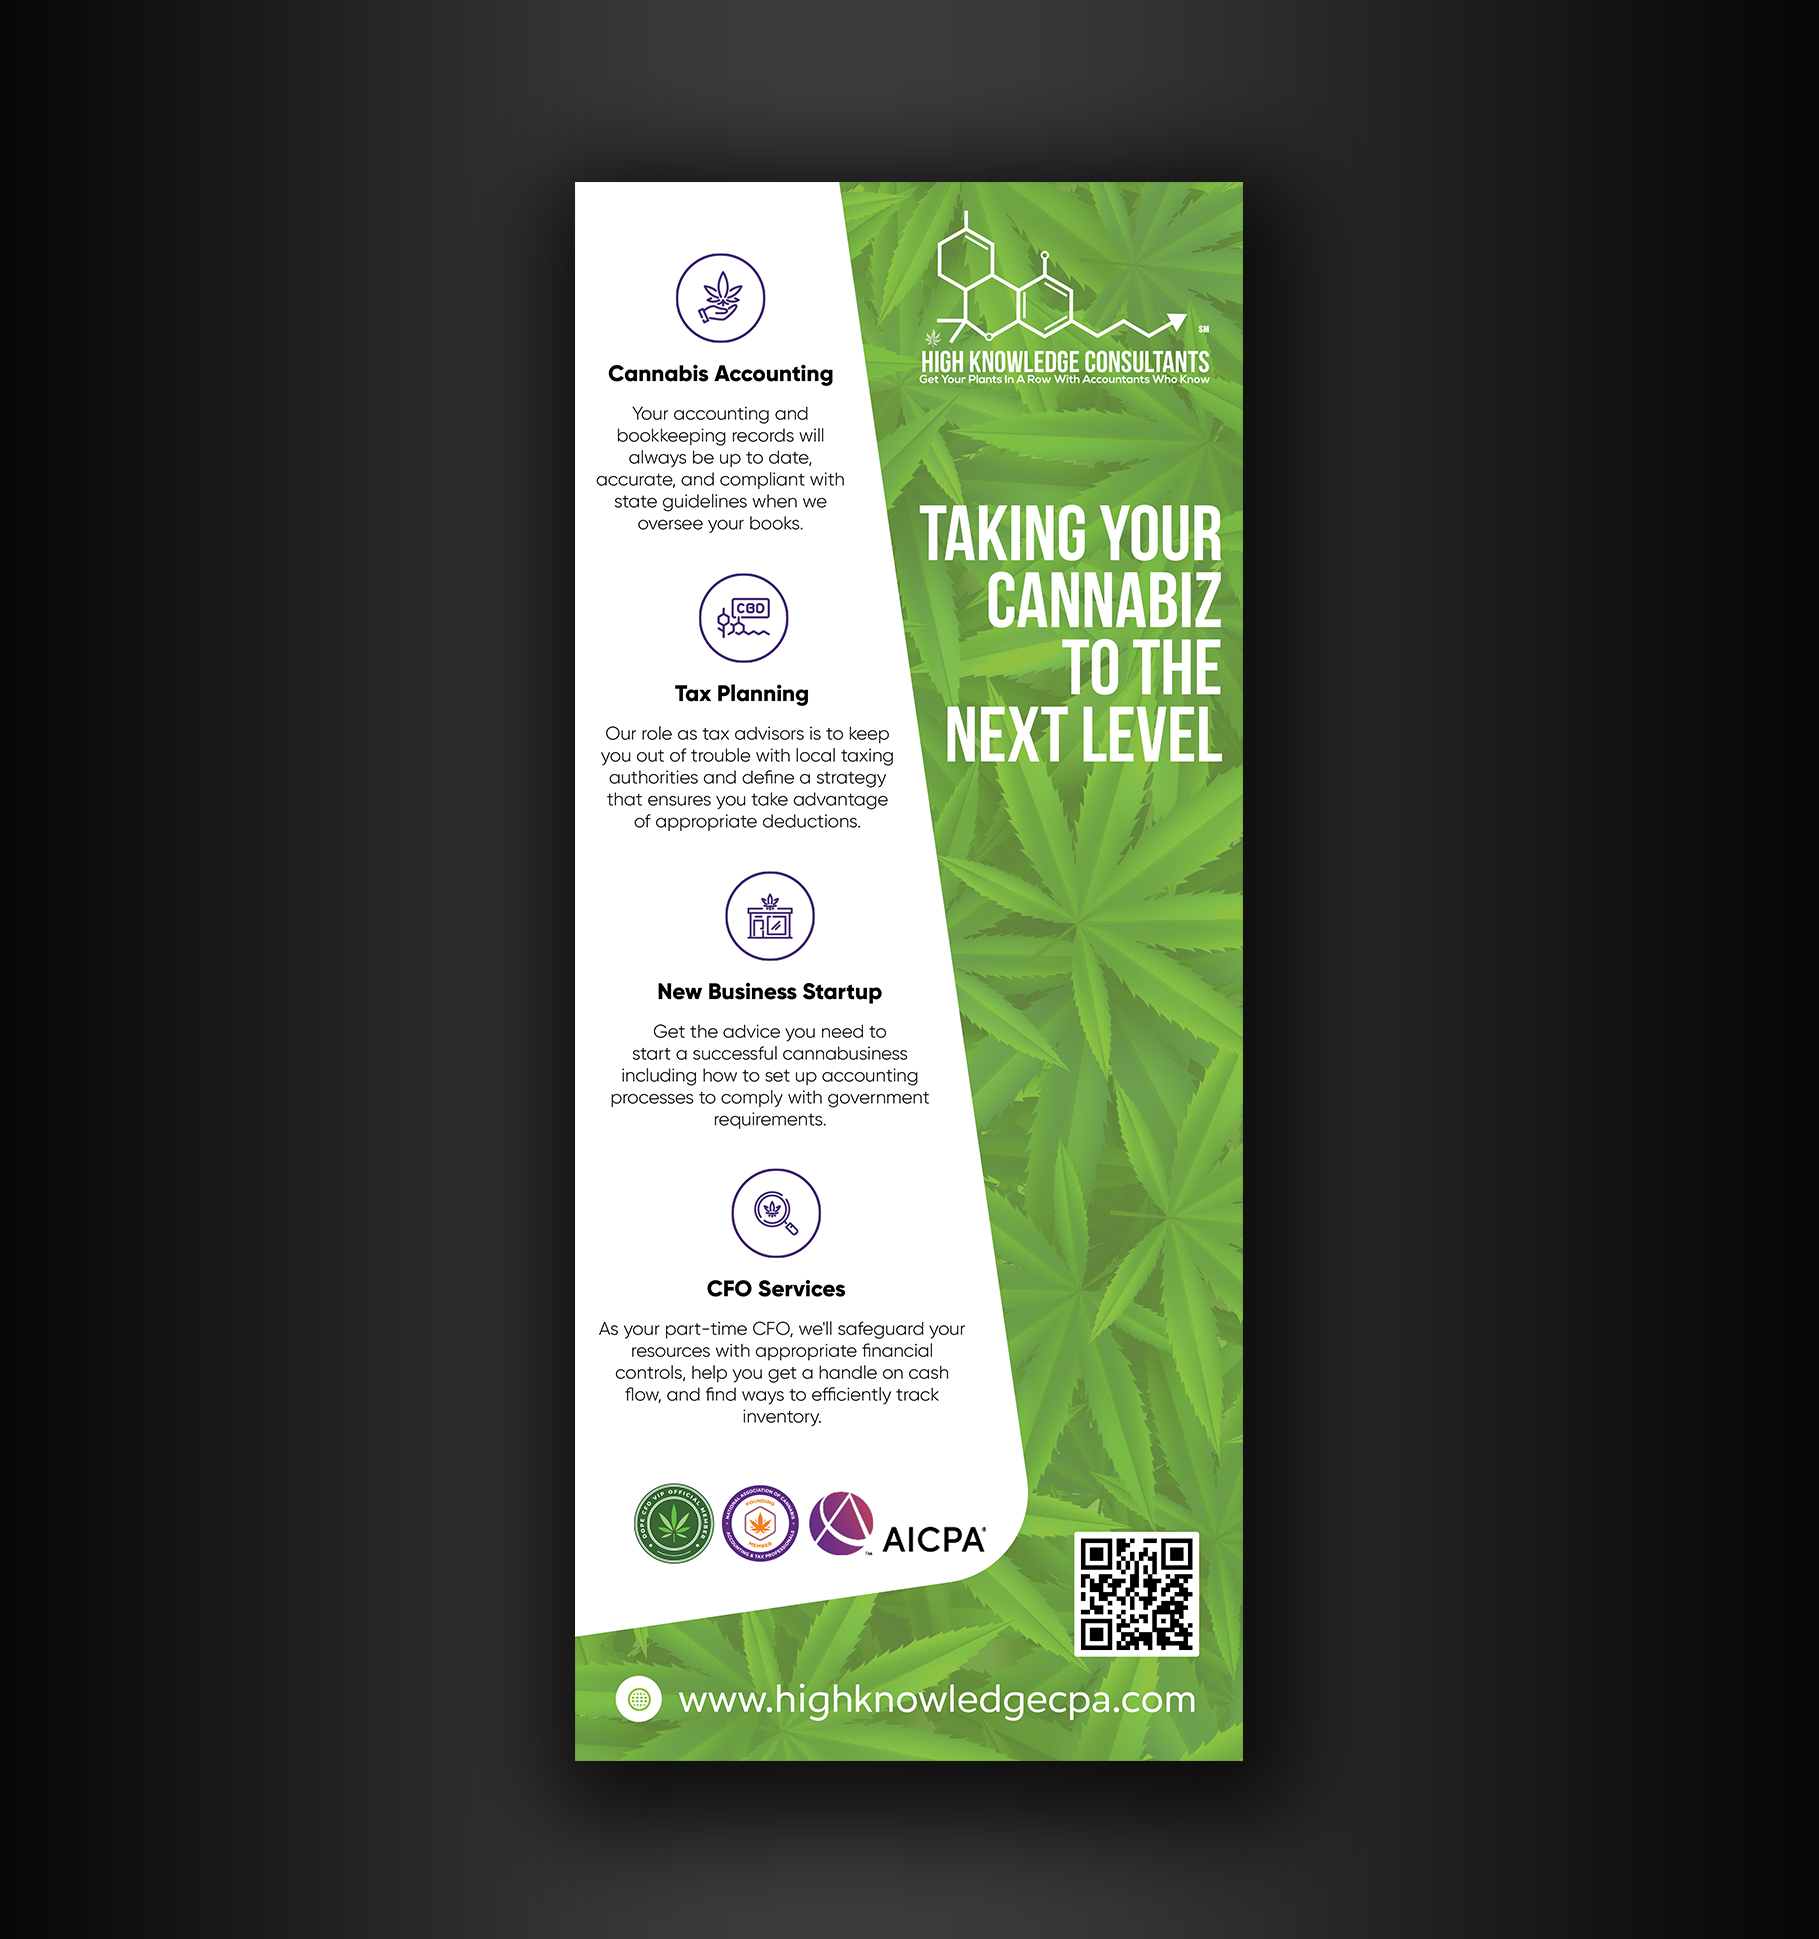 Cannabis Accounting
Your accounting and
bookkeeping records will
always be up to date,
accurate, and compliant with
state guidelines when we
oversee your books.
CBD
Tax Planning
Our role as tax advisors is to keep
you out of trouble with local taxing
authorities and define a strategy
that ensures you take advantage
of appropriate deductions.
New Business Startup
Get the advice you need to
start a successful cannabusiness
including how to set up accounting
processes to comply with government
requirements.
CFO Services
As your part-time CFO, we'll safeguard your
resources with appropriate financial
controls, help you get a handle on cash
flow, and find ways to efficiently track
inventory.
DOPE CFO VIP OFFICIAL MEMBER
NATIONAL ASSOCIATION OF CANNABIS
ACCOUNTING & TAX PROFESSIONALS
FOUNDING
MEMBER
TM
AICPA®
SM
HIGH KNOWLEDGE CONSULTANTS
Get Your Plants In A Row With Accountants Who Know
TAKING YOUR
CANNABIZ
TO THE
NEXT LEVEL
www.highknowledgecpa.com